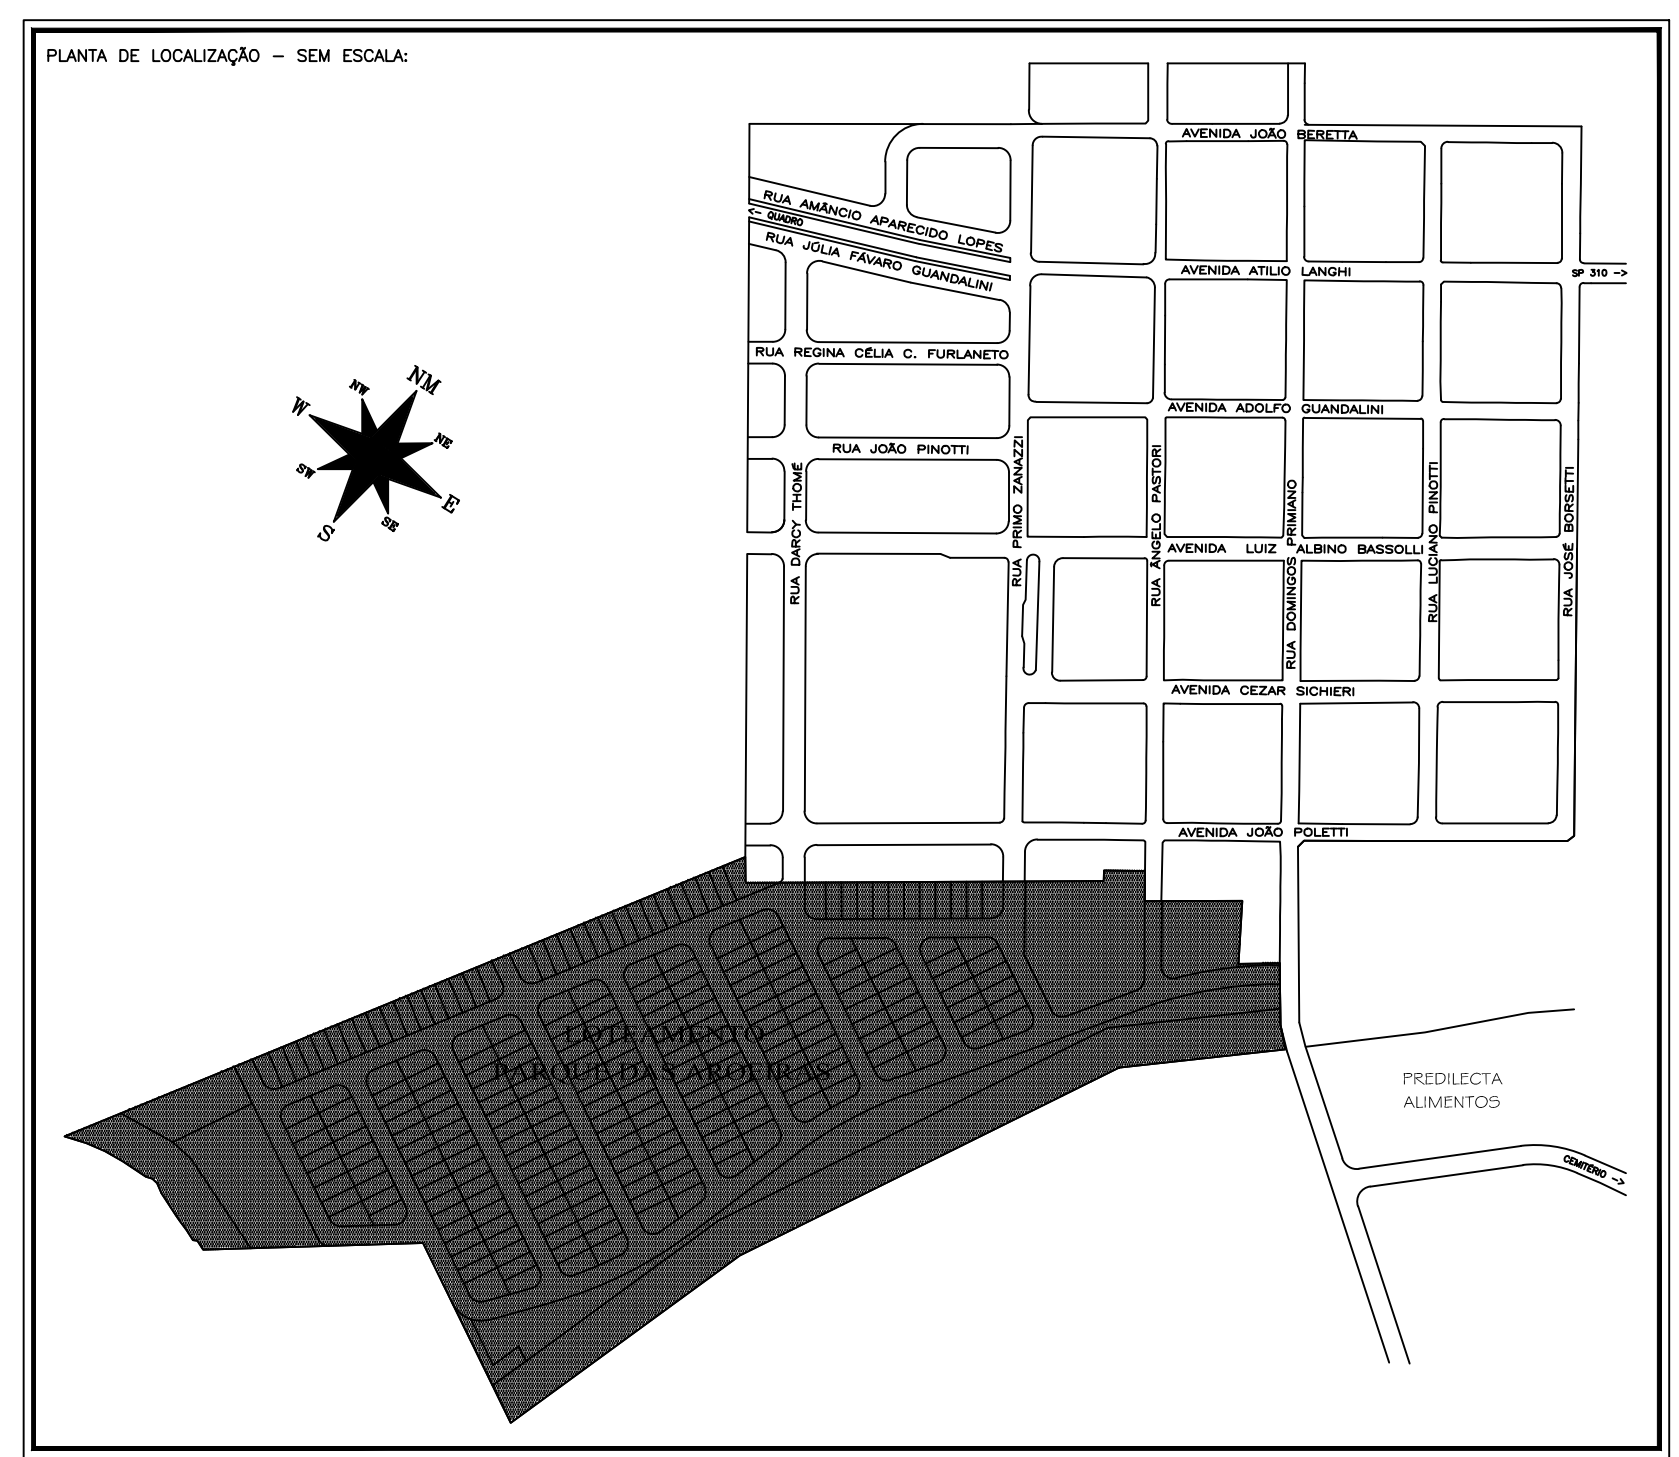 PLANTA DE LOCALIZAÇÃO – SEM ESCALA:
AVENIDA JOÃO BERETTA
RUA AMÂNCIO APARECIDO LOPES
<- QUADRO
RUA JÚLIA FÁVARO GUANDALINI
AVENIDA ATILIO LANGHI
SP 310 ->
RUA REGINA CÉLIA C. FURLANETO
NM
NW
W
NE
SW
E
SE
S
AVENIDA ADOLFO GUANDALINI
RUA JOÃO PINOTTI
RUA DARCY THOMÉ
RUA PRIMO ZANAZZI
RUA ÂNGELO PASTORI
RUA DOMINGOS PRIMIANO
RUA LUCIANO PINOTTI
RUA JOSÉ BORSETTI
AVENIDA LUIZ ALBINO BASSOLLI
AVENIDA CEZAR SICHIERI
AVENIDA JOÃO POLETTI
LOTEAMENTO
PARQUE DAS AROEIRAS
PREDILECTA
ALIMENTOS
CEMITÉRIO ->